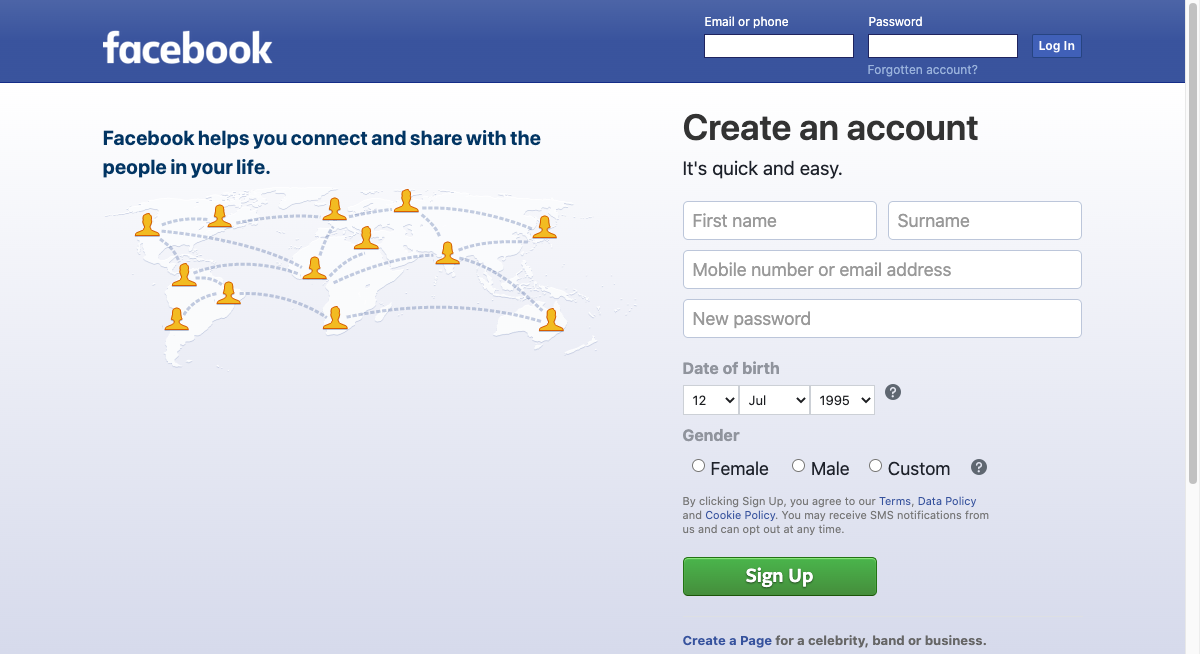 facebook
Email or phone
Password
Log In
Forgotten account?
Facebook helps you connect and share with the
people in your life.
Create an account
It's quick and easy.
First name
Surname
Mobile number or email address
New password
Date of birth
12
Jul
1995
?
Gender
Female
Male
Custom
?
By clicking Sign Up, you agree to our Terms, Data Policy
and Cookie Policy. You may receive SMS notifications from
us and can opt out at any time.
Sign Up
Create a Page for a celebrity, band or business.